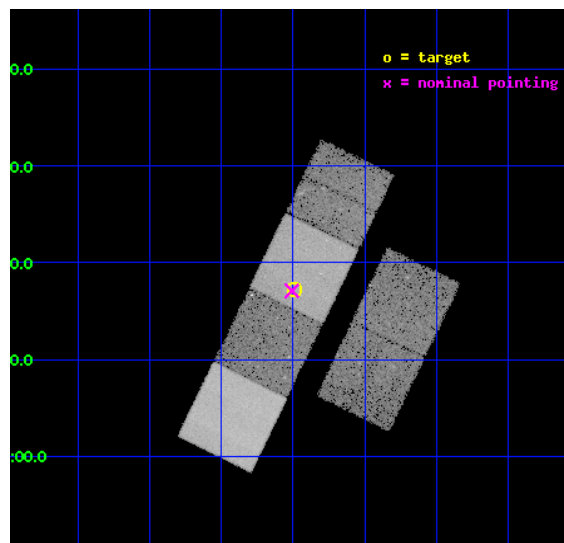 o = target
x = nominal pointing
0.0
0.0
0.0
0.0
:00.0